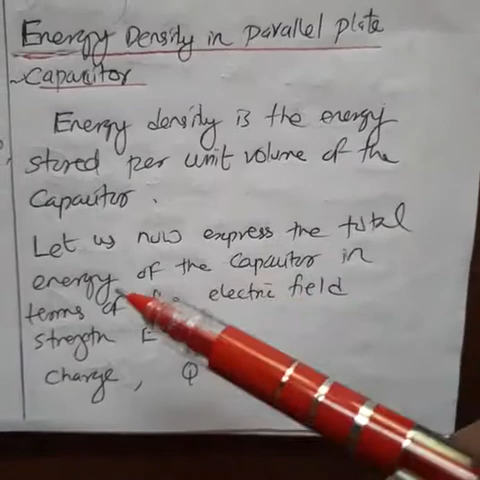 Energy Density in parallel plate
Capacitor
Energy density is the energy
stored per unit volume of the
Capacitor.
Let us now express the total
energy of the capacitor in
terms of electric field
strength E
charge, Q